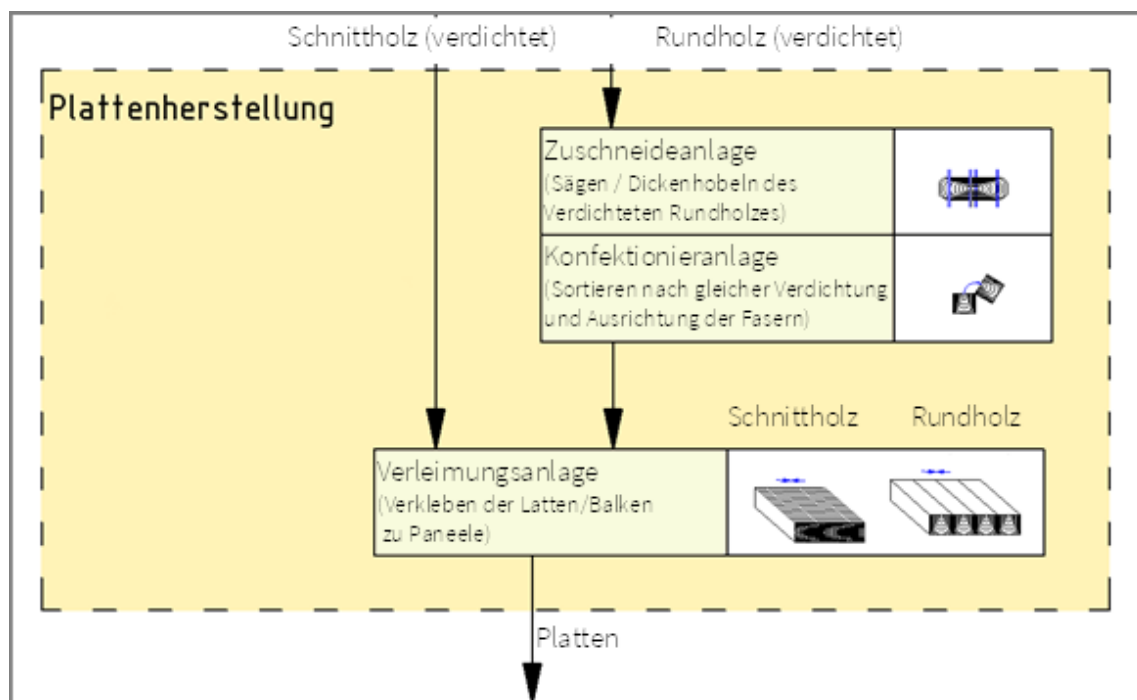 Schnittholz (verdichtet)
Rundholz (verdichtet)
Plattenherstellung
Zuschneideanlage
(Sägen / Dickenhobeln des
Verdichteten Rundholzes)
Konfektionieranlage
(Sortieren nach gleicher Verdichtung
und Ausrichtung der Fasern)
Schnittholz
Rundholz
Verleimungsanlage
(Verkleben der Latten/Balken
zu Paneele)
Platten